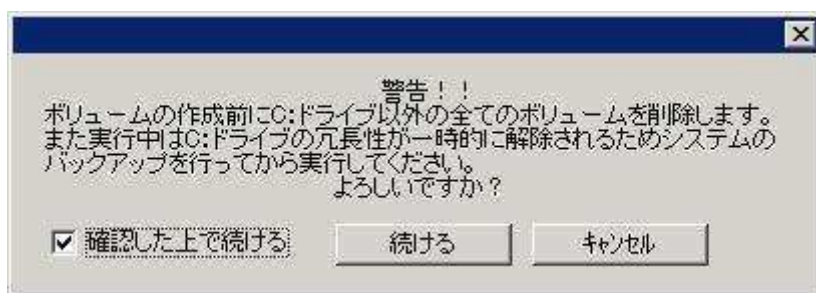 警告！！
ボリュームの作成前にC:ドライブ以外の全てのボリュームを削除します。
また実行中はC:ドライブの冗長性が一時的に解除されるためシステムの
バックアップを行ってから実行してください。
よろしいですか？
確認した上で続ける
続ける
ｷｬﾝｾﾙ